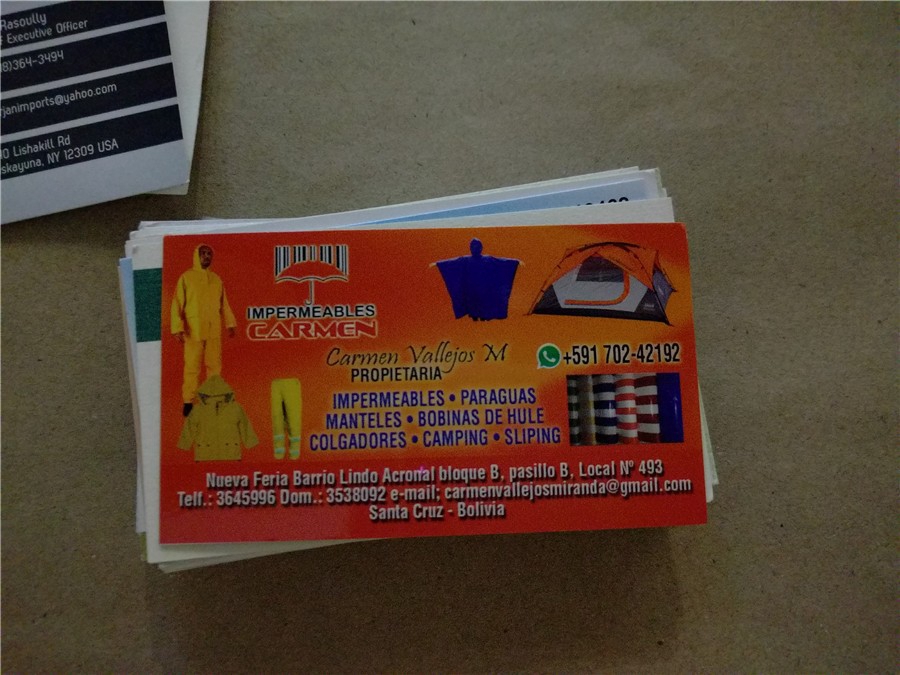 Rasoully
Executive Officer
8)364-3494
rjanimports@yahoo.com
Lishakill Rd
skayuna, NY 12309 USA
IMPERMEABLES
CARMEN
Carmen Vallejos M
PROPIETARIA
+591 702-42192
IMPERMEABLES • PARAGUAS
MANTELES • BOBINAS DE HULE
COLGADORES • CAMPING • SLIPING
Nueva Feria Barrio Lindo Acronal bloque B, pasillo B, Local Nº 493
Telf.: 3645996 Dom.: 3538092 e-mail; carmenvallejosmiranda@gmail.com
Santa Cruz - Bolivia